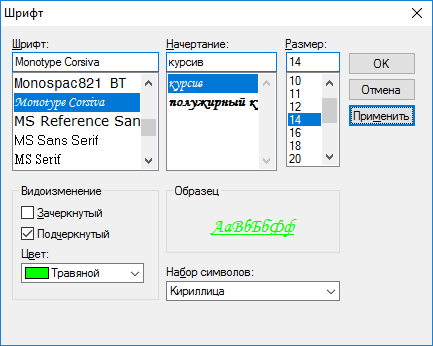 Шрифт
Шрифт:
Начертание:
Размер:
Monotype Corsiva
курсив
14
OK
Monospac821 BT
Monotype Corsiva
MS Reference San
MS Sans Serif
MS Serif
курсив
полужирный к
10
11
12
14
16
18
20
Отмена
Применить
Видоизменение
Зачеркнутый
Подчеркнутый
Цвет:
Травяной
Образец
АаВbБбФф
Набор символов:
Кириллица